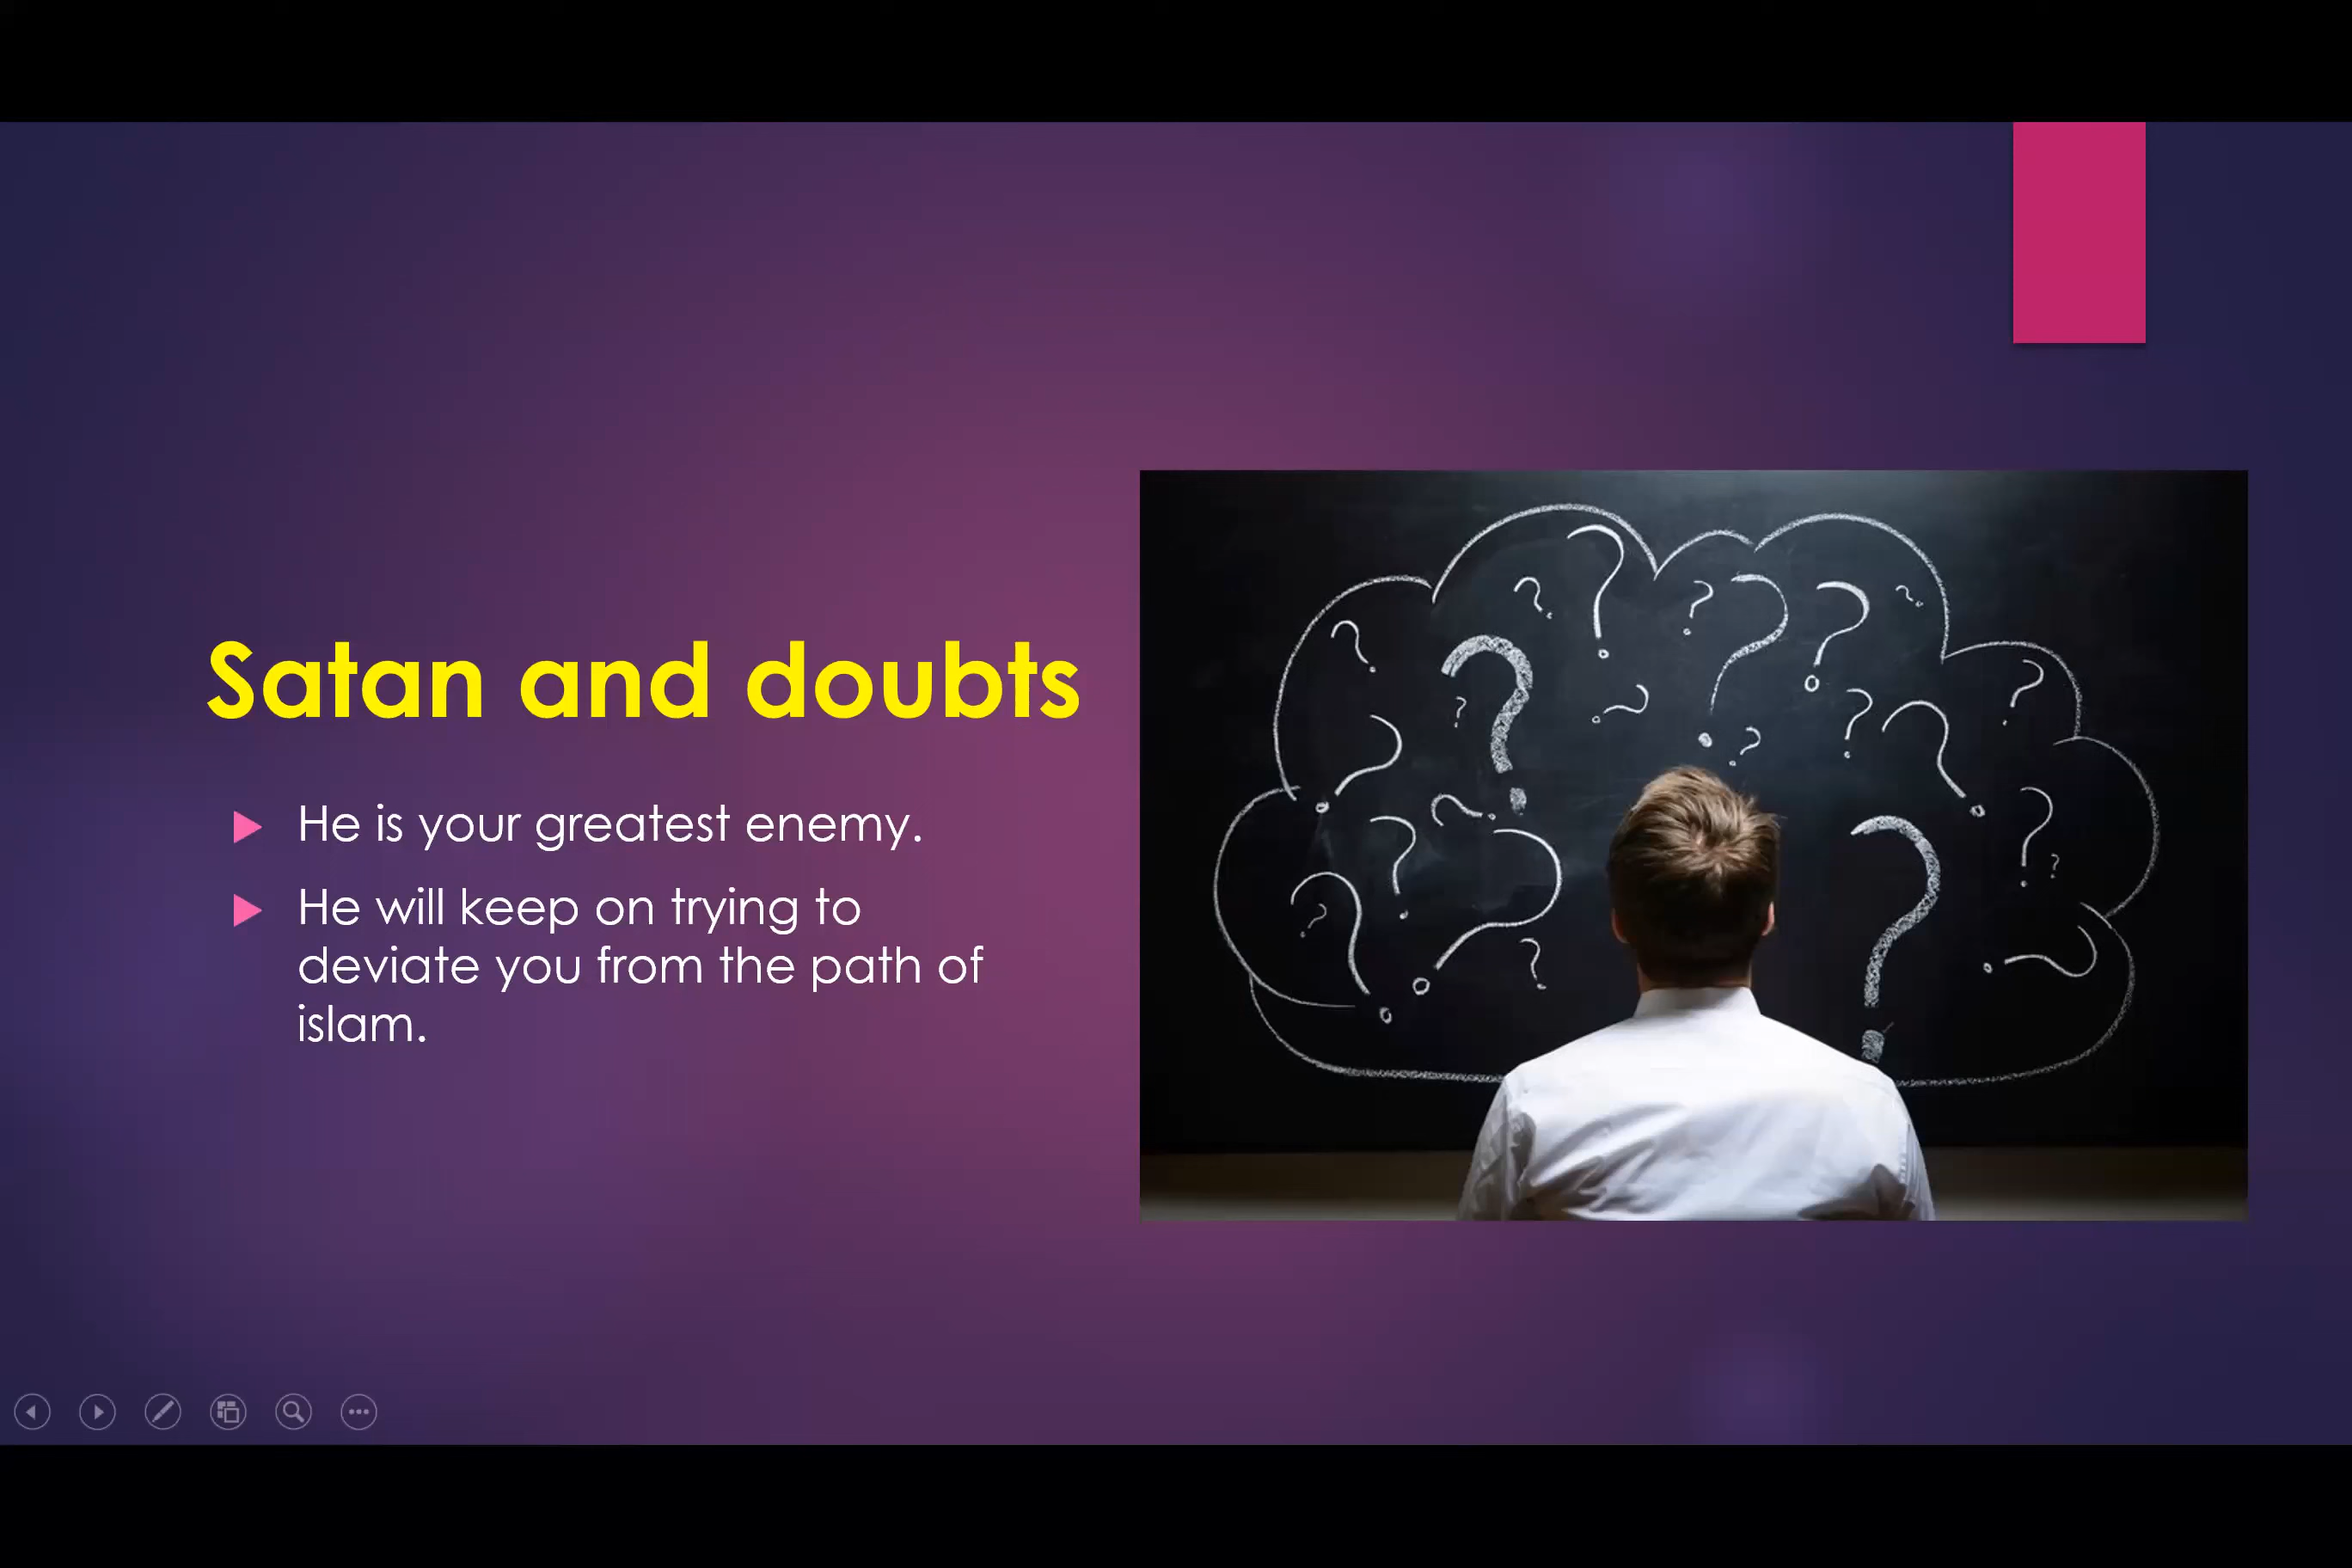 Satan and doubts
He is your greatest enemy.
He will keep on trying to
deviate you from the path of
islam.